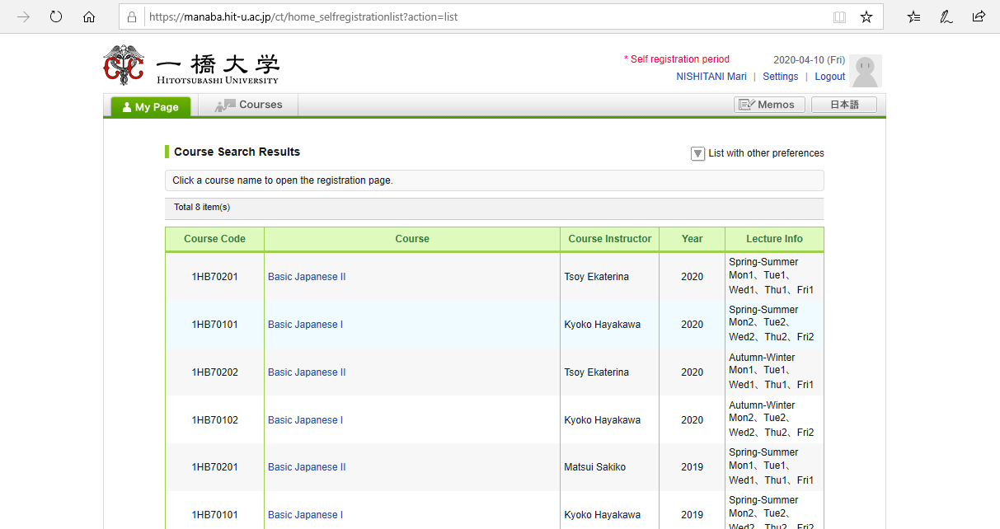 https://manaba.hit-u.ac.jp/ct/home_selfregistrationlist?action=list
一橋大学
HITOTSUBASHI UNIVERSITY
* Self registration period
2020-04-10 (Fri)
NISHITANI Mari | Settings | Logout
My Page
Courses
Memos
日本語
Course Search Results
List with other preferences
Click a course name to open the registration page.
Total 8 item(s)
Course Code Course Course Instructor Year Lecture Info
1HB70201 Basic Japanese II Tsoy Ekaterina 2020 Spring-Summer
Mon1、Tue1、
Wed1、Thu1、Fri1
1HB70101 Basic Japanese I Kyoko Hayakawa 2020 Spring-Summer
Mon2、Tue2、
Wed2、Thu2、Fri2
1HB70202 Basic Japanese II Tsoy Ekaterina 2020 Autumn-Winter
Mon1、Tue1、
Wed1、Thu1、Fri1
1HB70102 Basic Japanese I Kyoko Hayakawa 2020 Autumn-Winter
Mon2、Tue2、
Wed2、Thu2、Fri2
1HB70201 Basic Japanese II Matsui Sakiko 2019 Spring-Summer
Mon1、Tue1、
Wed1、Thu1、Fri1
1HB70101 Basic Japanese I Kyoko Hayakawa 2019 Spring-Summer
Mon2、Tue2、
Wed2、Thu2、Fri2